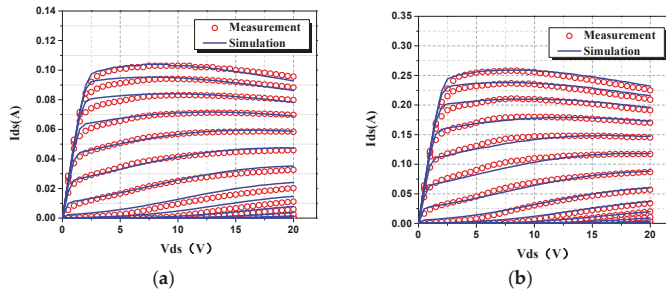 0.14
0.12
0.10
0.08
0.06
0.04
0.02
0.00
Ids(A)
0 5 10 15 20
Vds (V)
Measurement
Simulation
(a)
0.35
0.30
0.25
0.20
0.15
0.10
0.05
0.00
Ids(A)
0 5 10 15 20
Vds (V)
Measurement
Simulation
(b)